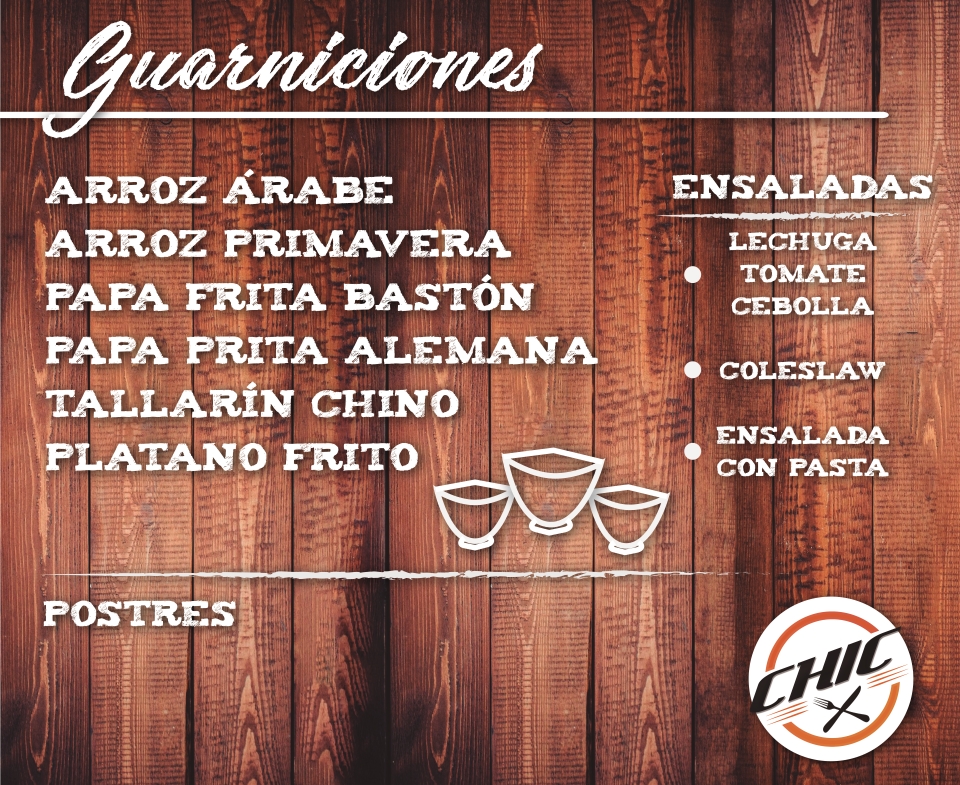 Guarniciones
ARROZ ÁRABE
ARROZ PRIMAVERA
PAPA FRITA BASTÓN
PAPA PRITA ALEMANA
TALLARÍN CHINO
PLATANO FRITO
ENSALADAS
LECHUGA
TOMATE
CEBOLLA
COLESLAW
ENSALADA
CON PASTA
POSTRES
CHIC